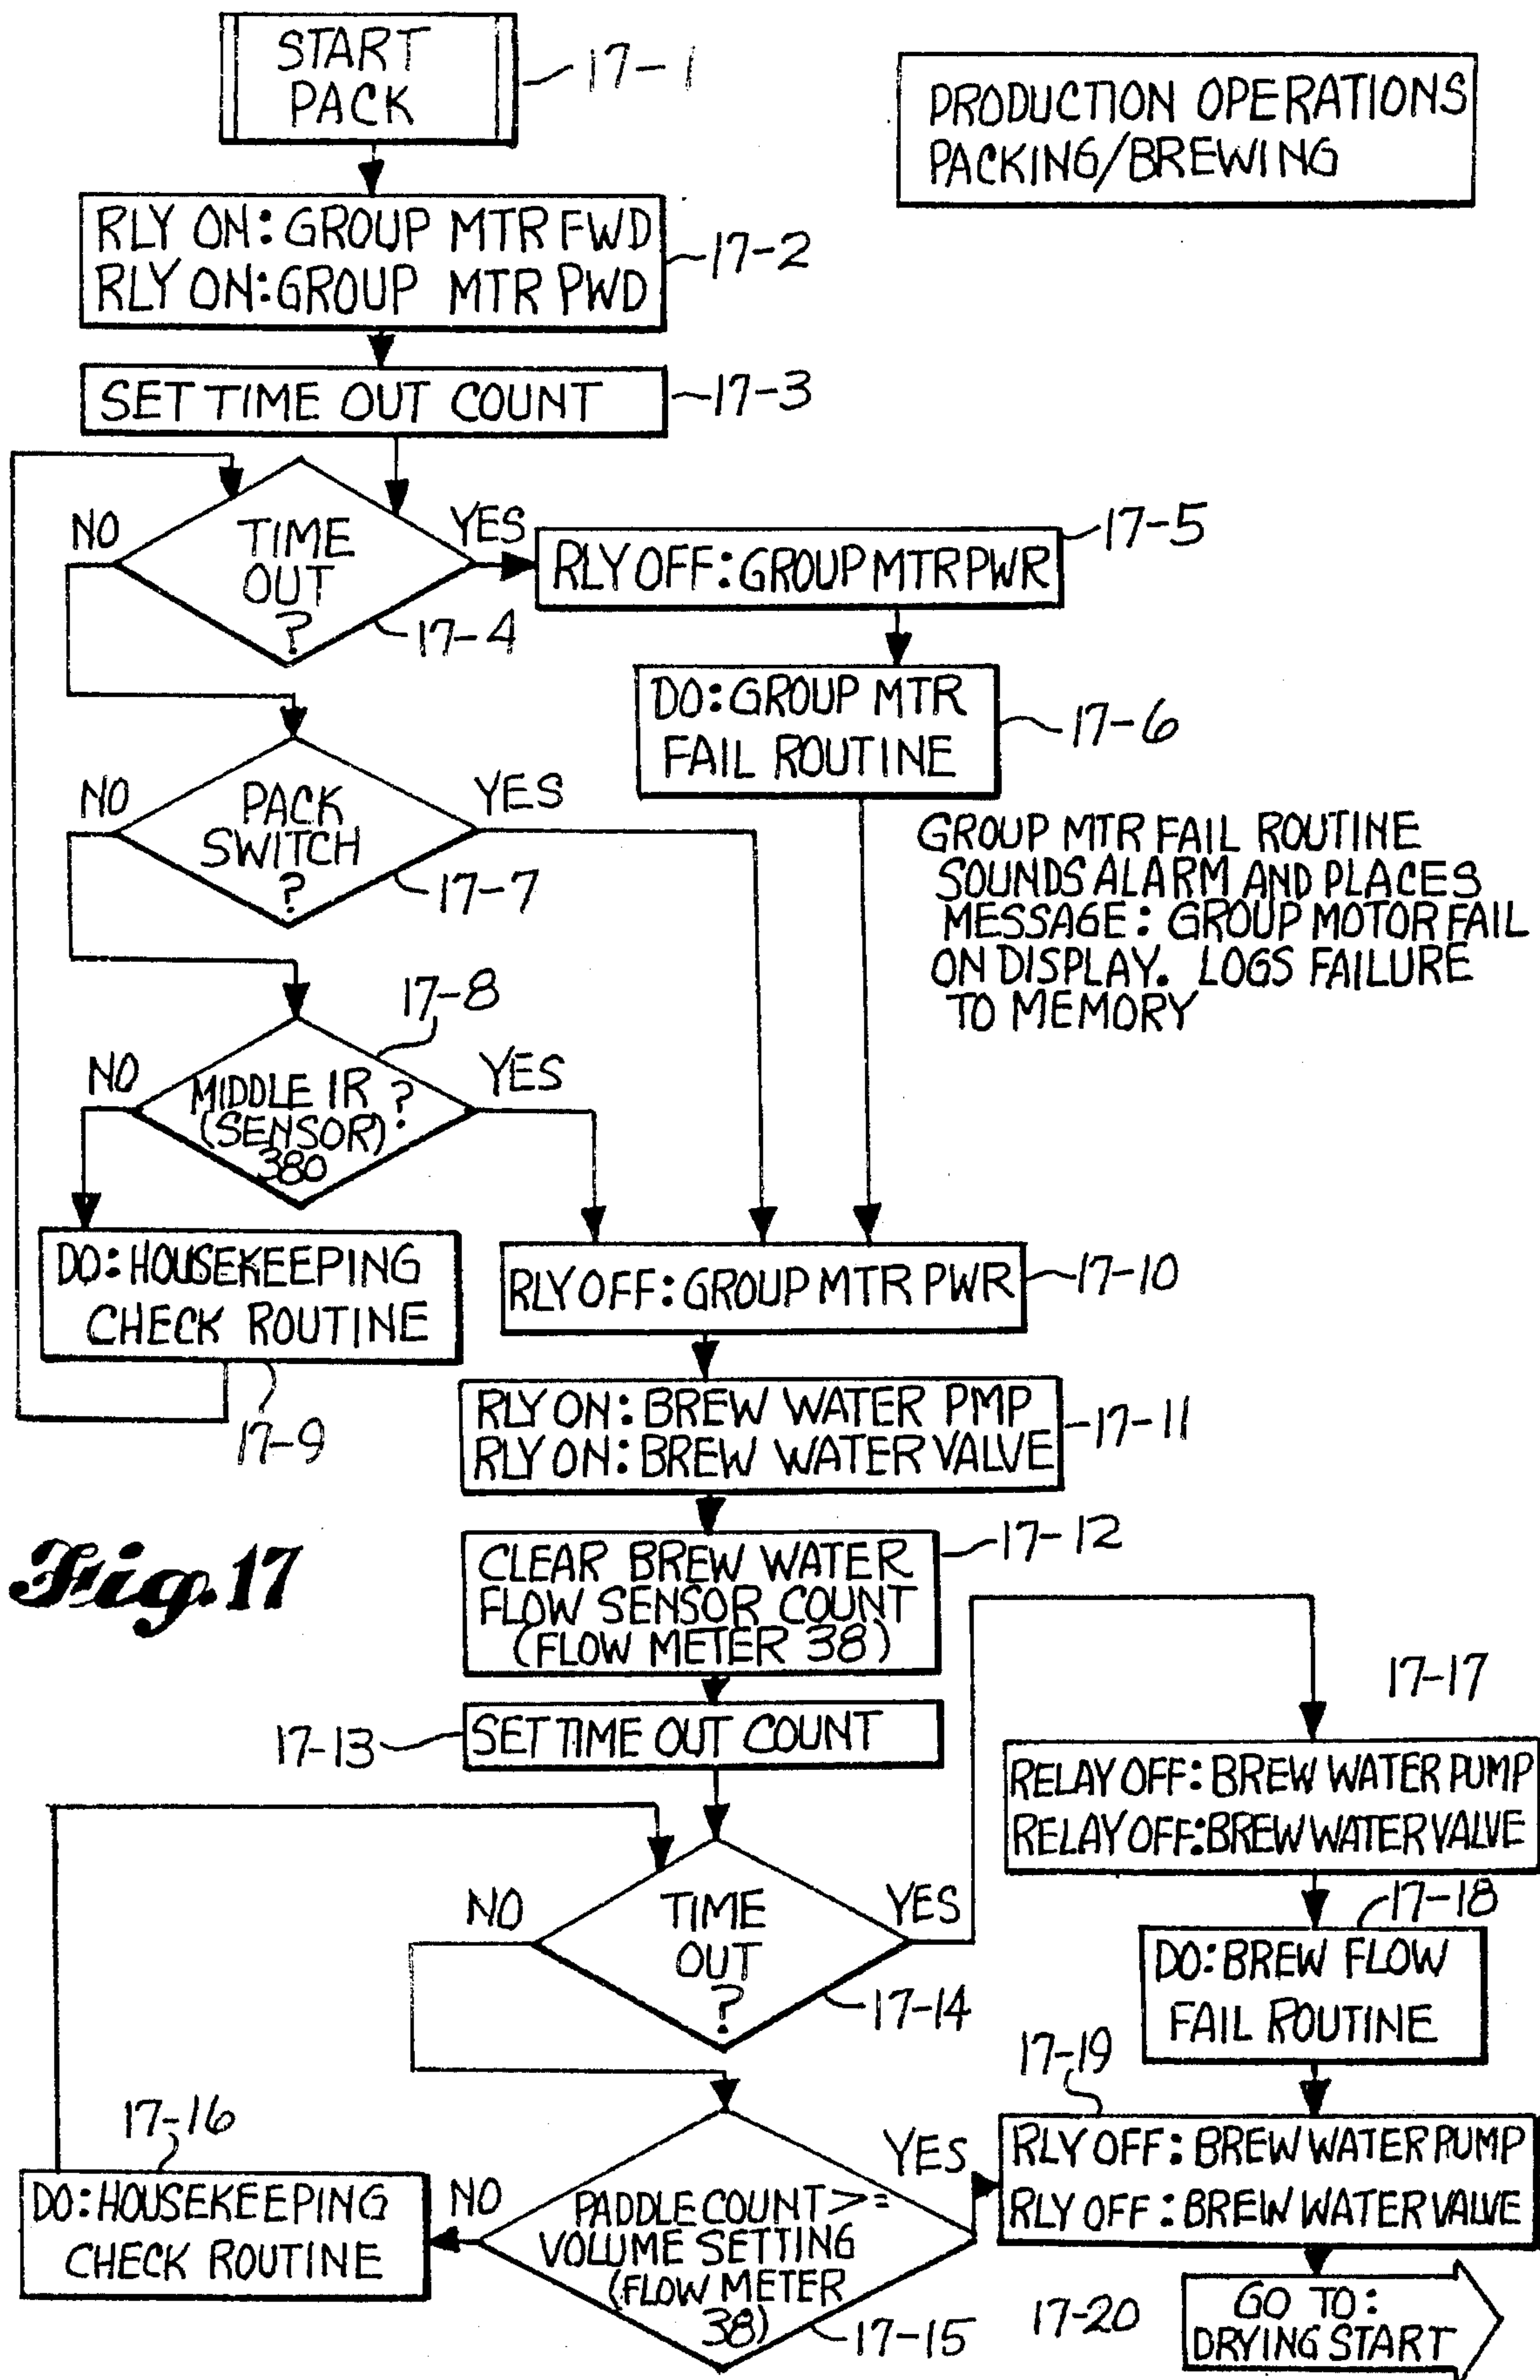 START
PACK
17-1
PRODUCTION OPERATIONS
PACKING/BREWING
RLY ON: GROUP MTR FWD
RLY ON: GROUP MTR PWD
17-2
SET TIME OUT COUNT
17-3
NO
TIME
OUT
?
YES
17-4
RLY OFF: GROUP MTR PWR
17-5
DO: GROUP MTR
FAIL ROUTINE
17-6
NO
PACK
SWITCH
?
YES
17-7
GROUP MTR FAIL ROUTINE
SOUNDS ALARM AND PLACES
MESSAGE: GROUP MOTOR FAIL
ON DISPLAY. LOGS FAILURE
TO MEMORY
17-8
NO
MIDDLE IR ?
(SENSOR)
380
YES
DO: HOUSEKEEPING
CHECK ROUTINE
17-9
RLY OFF: GROUP MTR PWR
17-10
RLY ON: BREW WATER PMP
RLY ON: BREW WATER VALVE
17-11
Fig. 17
CLEAR BREW WATER
FLOW SENSOR COUNT
(FLOW METER 38)
17-12
17-13
SET TIME OUT COUNT
17-17
RELAY OFF: BREW WATER PUMP
RELAY OFF: BREW WATER VALVE
NO
TIME
OUT
?
YES
17-14
17-18
DO: BREW FLOW
FAIL ROUTINE
17-16
DO: HOUSEKEEPING
CHECK ROUTINE
NO
PADDLE COUNT >=
VOLUME SETTING
(FLOW METER
38)
YES
17-15
17-19
RLY OFF: BREW WATER PUMP
RLY OFF: BREW WATER VALVE
17-20
GO TO:
DRYING START